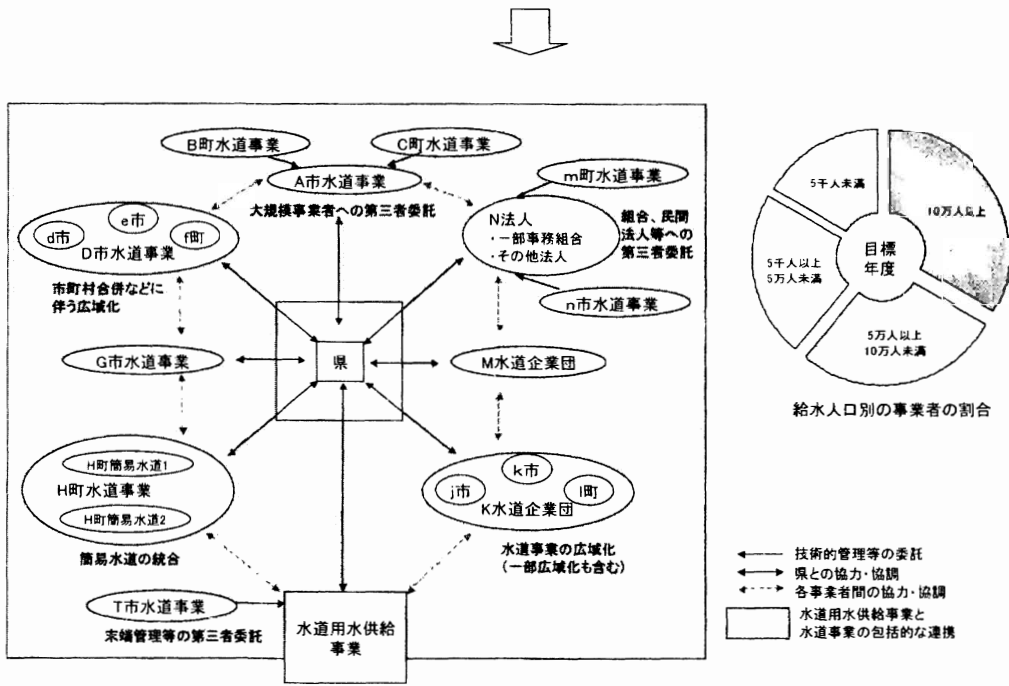 B町水道事業
C町水道事業
A市水道事業
大規模事業者への第三者委託
m町水道事業
N法人
・一部事務組合
・その他法人
組合、民間
法人等への
第三者委託
n市水道事業
e市
d市
f町
D市水道事業
市町村合併などに
伴う広域化
G市水道事業
県
M水道企業団
H町簡易水道1
H町水道事業
H町簡易水道2
簡易水道の統合
k市
j市
l町
K水道企業団
水道事業の広域化
(一部広域化も含む)
T市水道事業
末端管理等の第三者委託
水道用水供給
事業
5千人未満
10万人以上
5千人以上
5万人未満
目標
年度
5万人以上
10万人未満
給水人口別の事業者の割合
技術的管理等の委託
県との協力・協調
各事業者間の協力・協調
水道用水供給事業と
水道事業の包括的な連携